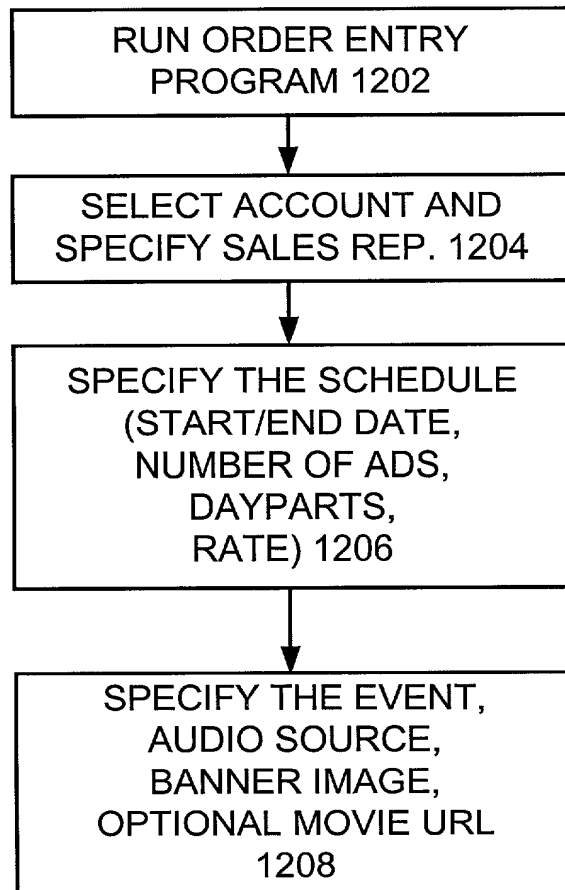 RUN ORDER ENTRY
PROGRAM 1202
SELECT ACCOUNT AND
SPECIFY SALES REP. 1204
SPECIFY THE SCHEDULE
(START/END DATE,
NUMBER OF ADS,
DAYPARTS,
RATE) 1206
SPECIFY THE EVENT,
AUDIO SOURCE,
BANNER IMAGE,
OPTIONAL MOVIE URL
1208